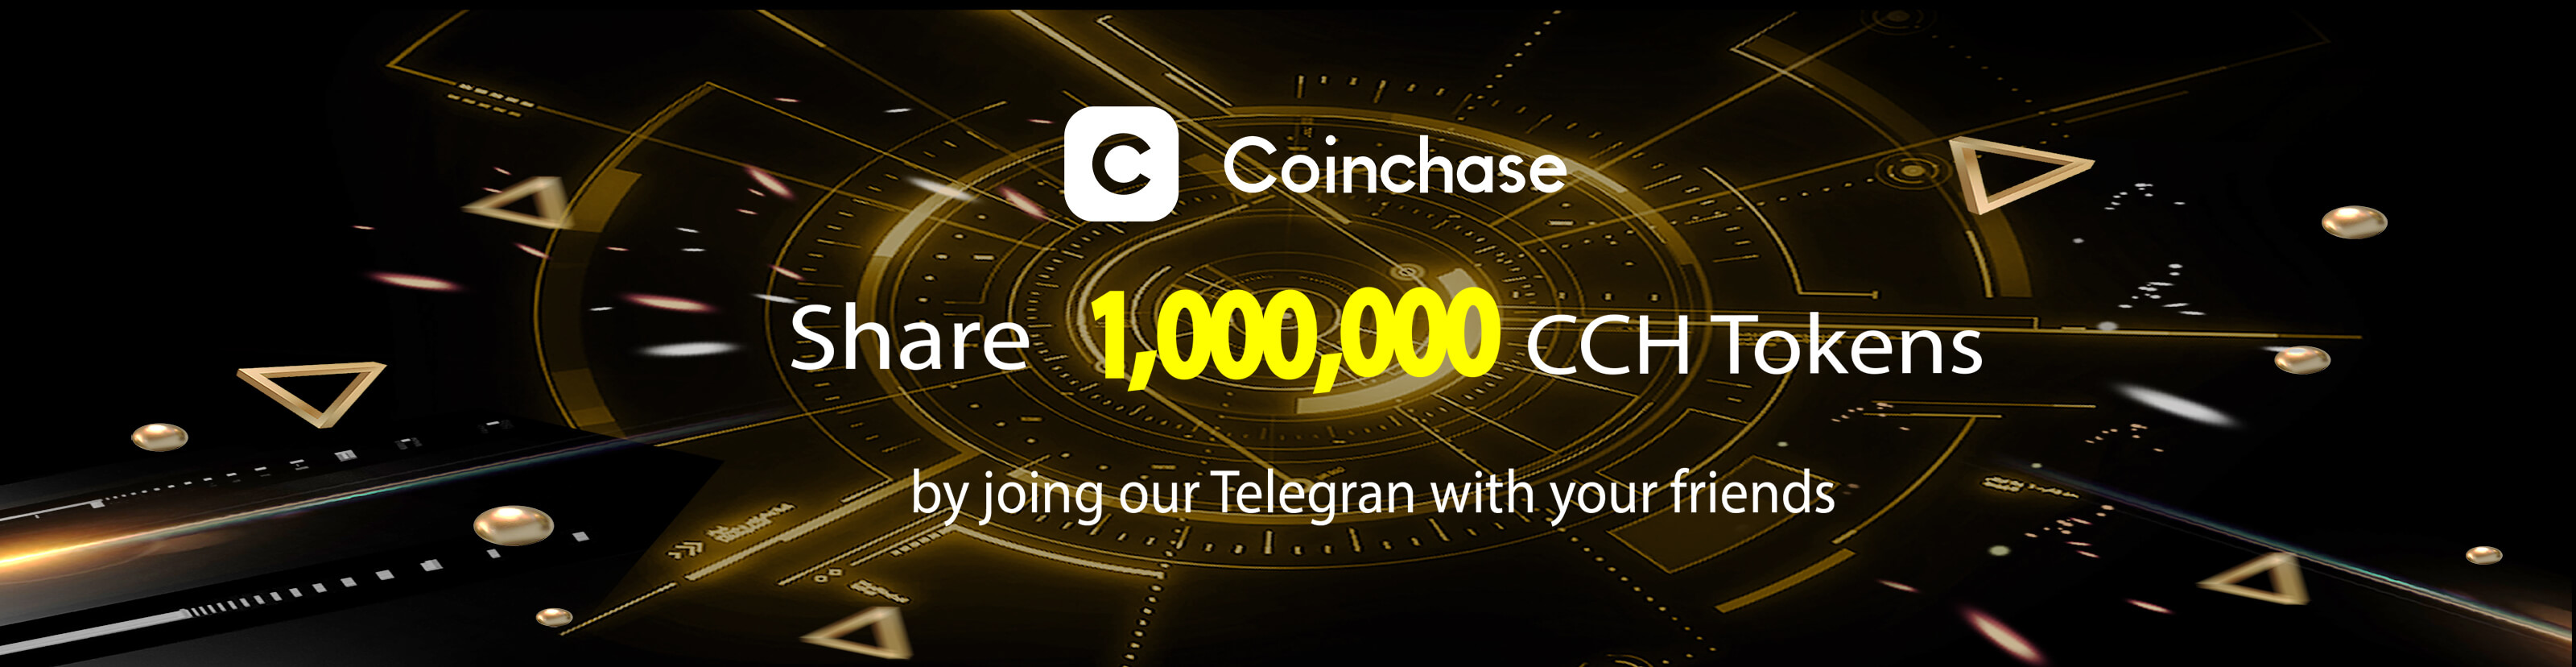 C Coinchase
Share 1,000,000 CCH Tokens
by joing our Telegran with your friends